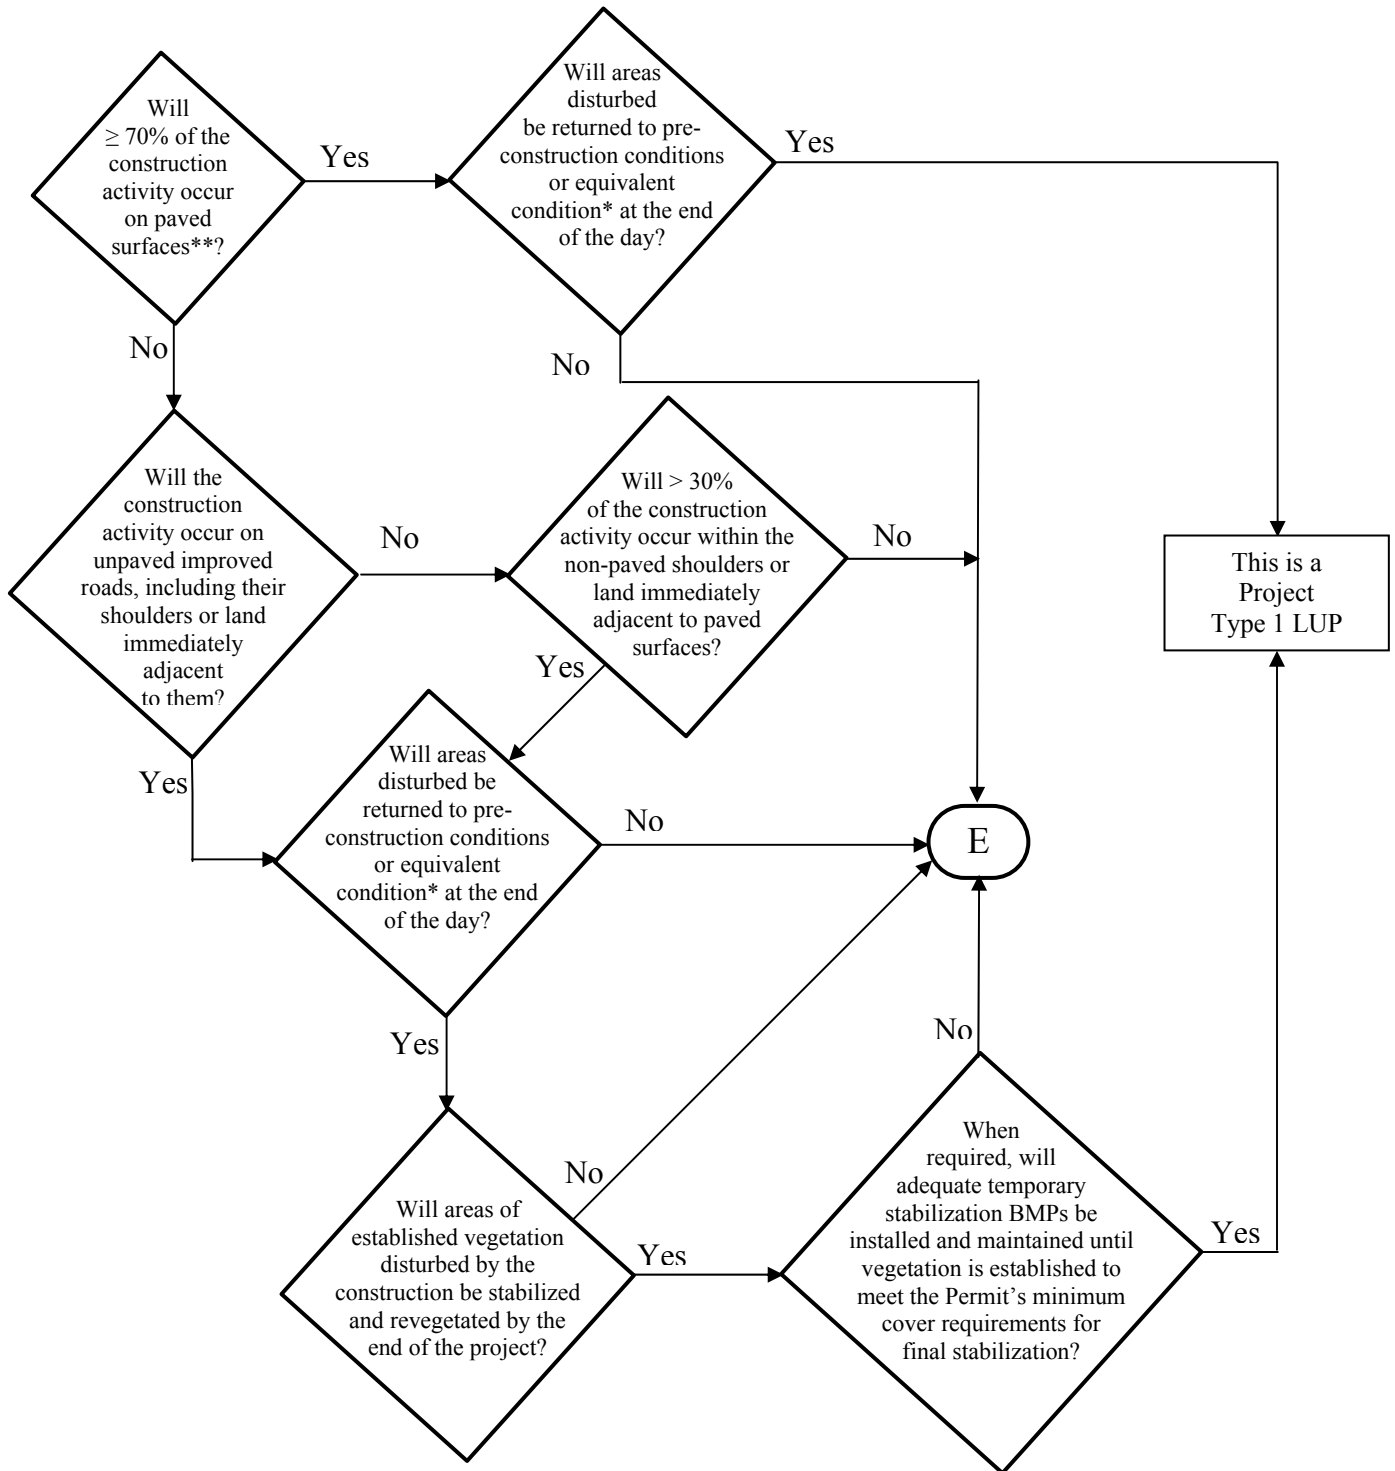 Will
≥ 70% of the
construction
activity occur
on paved
surfaces**?
Yes
Will areas
disturbed
be returned to pre-
construction conditions
or equivalent
condition* at the end
of the day?
Yes
No
No
Will the
construction
activity occur on
unpaved improved
roads, including their
shoulders or land
immediately
adjacent
to them?
No
Will > 30%
of the construction
activity occur within the
non-paved shoulders or
land immediately
adjacent to paved
surfaces?
No
This is a
Project
Type 1 LUP
Yes
Yes
Will areas
disturbed be
returned to pre-
construction conditions
or equivalent
condition* at the end
of the day?
No
E
Yes
No
No
Will areas of
established vegetation
disturbed by the
construction be stabilized
and revegetated by the
end of the project?
Yes
When
required, will
adequate temporary
stabilization BMPs be
installed and maintained until
vegetation is established to
meet the Permit’s minimum
cover requirements for
final stabilization?
Yes